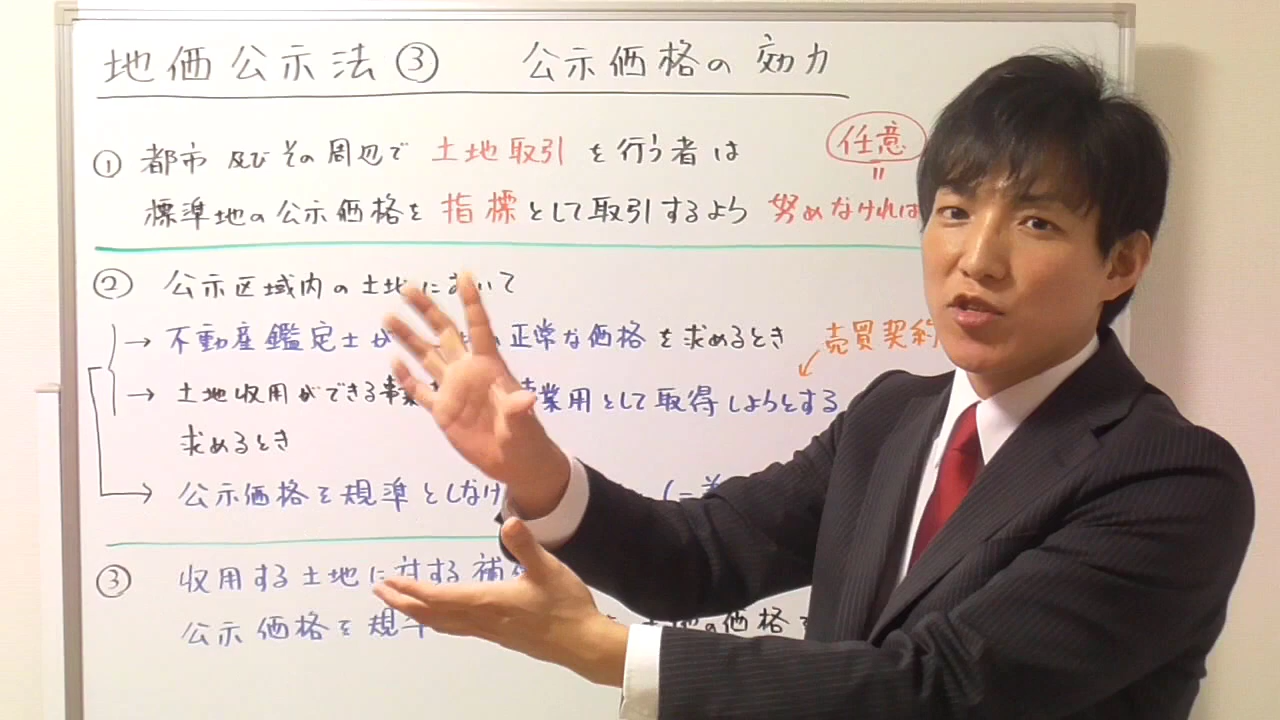 地価公示法③ 公示価格の効力
任意
〃
① 都市及びその周辺で 土地取引 を行う者は
標準地の公示価格を 指標 として取引するよう 努めなければ
② 公示区域内の土地において
→ 不動産鑑定士が 正常な価格を求めるとき
売買契約
→ 土地収用ができる事業 業用として取得しようとする
求めるとき
→ 公示価格を規準としなけ
③ 収用する土地に対する補
公示価格を規準 の価格